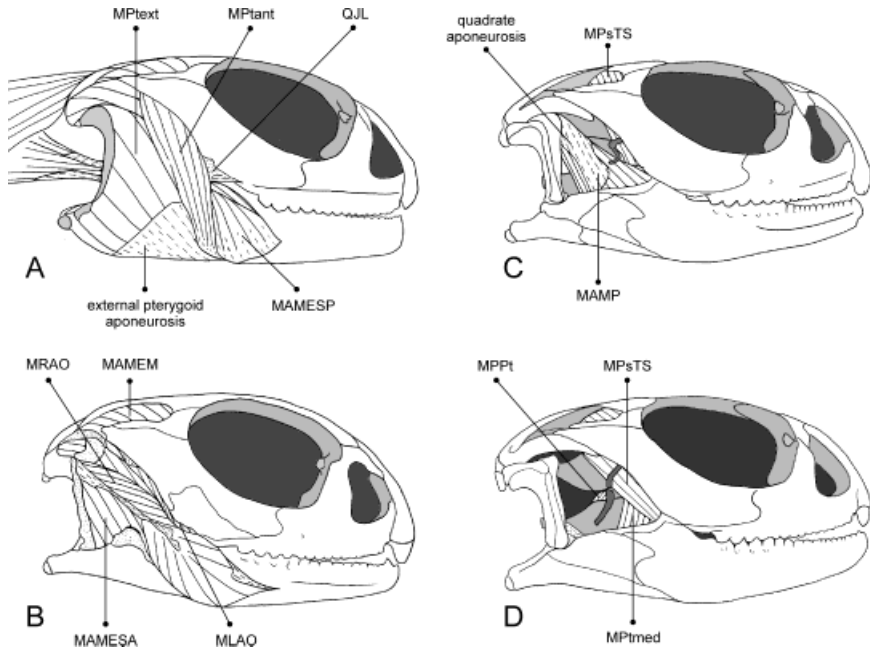 MPtext MPtant QJL
A
external pterygoid
aponeurosis
MAMESP
quadrate
aponeurosis
MPsTS
C
MAMP
MRAO MAMEM
B
MAMESA MLAO
MPPt MPsTS
D
MPtmed